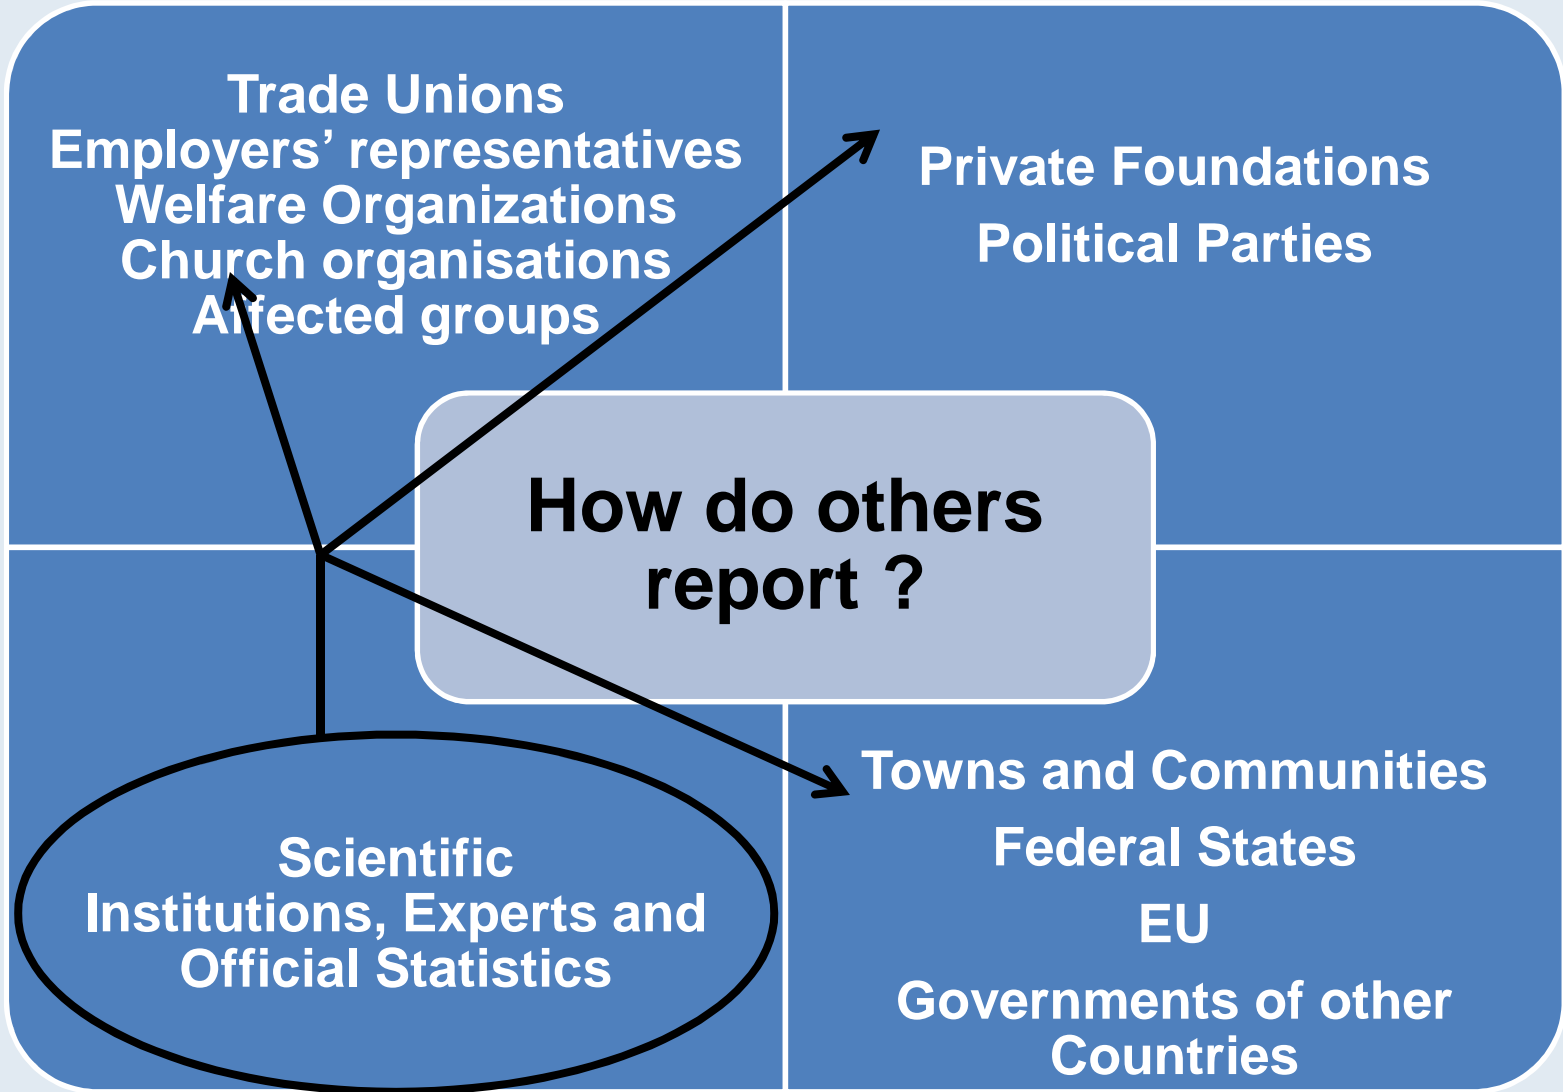 Trade Unions
Employers’ representatives
Welfare Organizations
Church organisations
Affected groups
Private Foundations
Political Parties
How do others
report ?
Scientific
Institutions, Experts and
Official Statistics
Towns and Communities
Federal States
EU
Governments of other
Countries